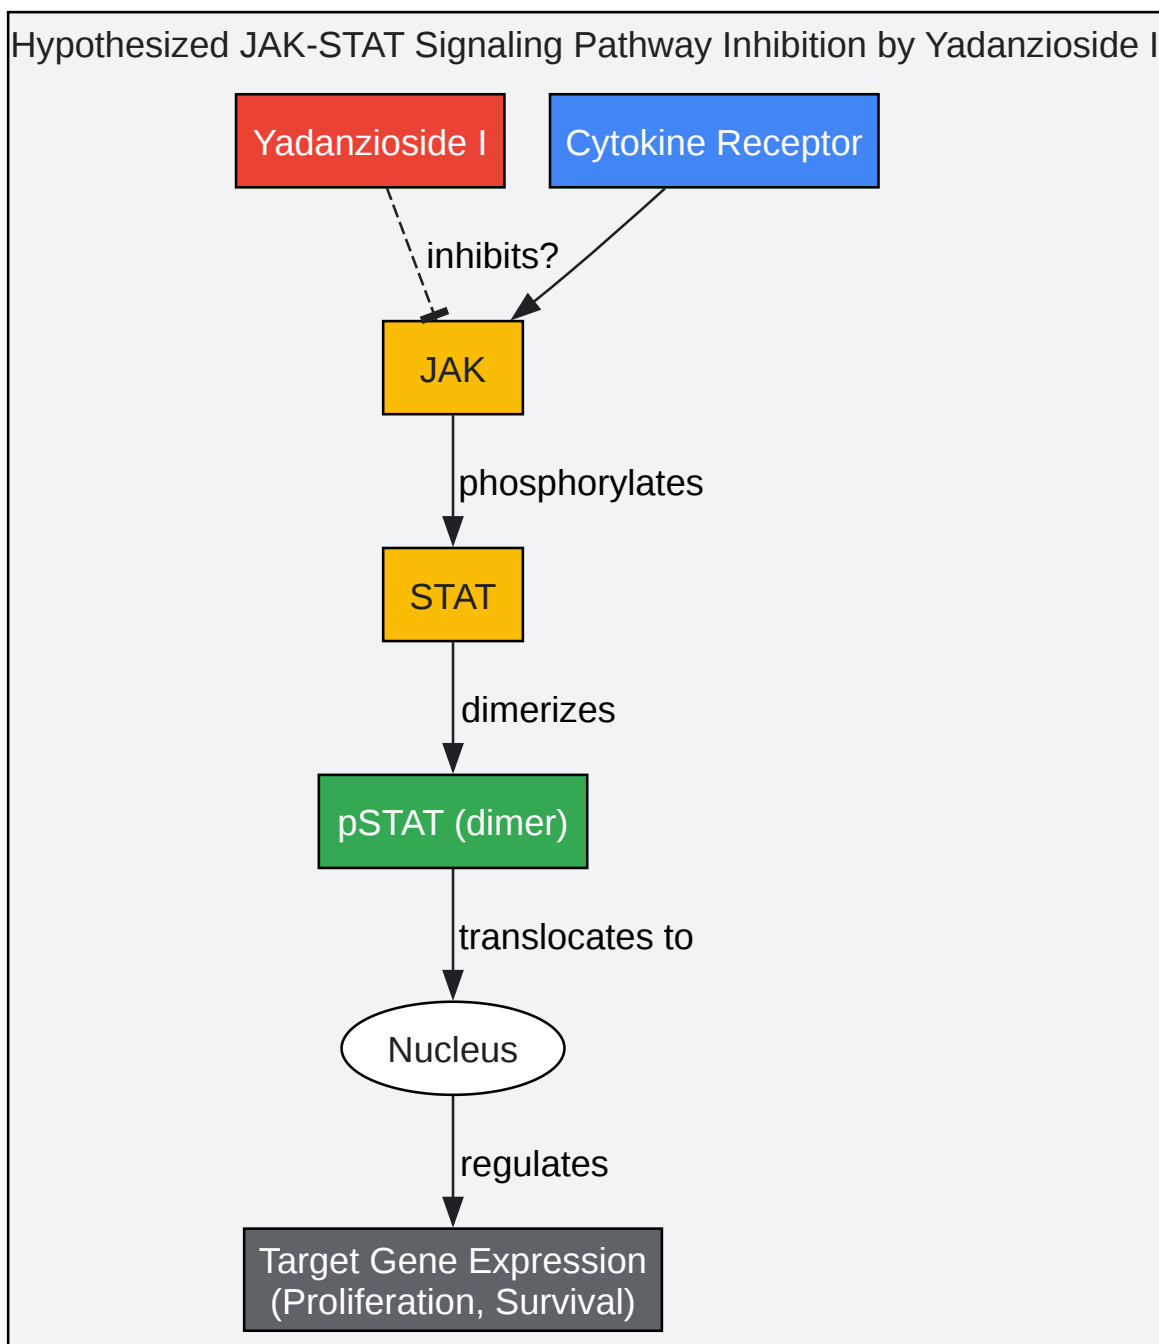 Hypothesized JAK-STAT Signaling Pathway Inhibition by Yadanzioside I
Yadanzioside I
Cytokine Receptor
inhibits?
JAK
phosphorylates
STAT
dimerizes
pSTAT (dimer)
translocates to
Nucleus
regulates
Target Gene Expression
(Proliferation, Survival)